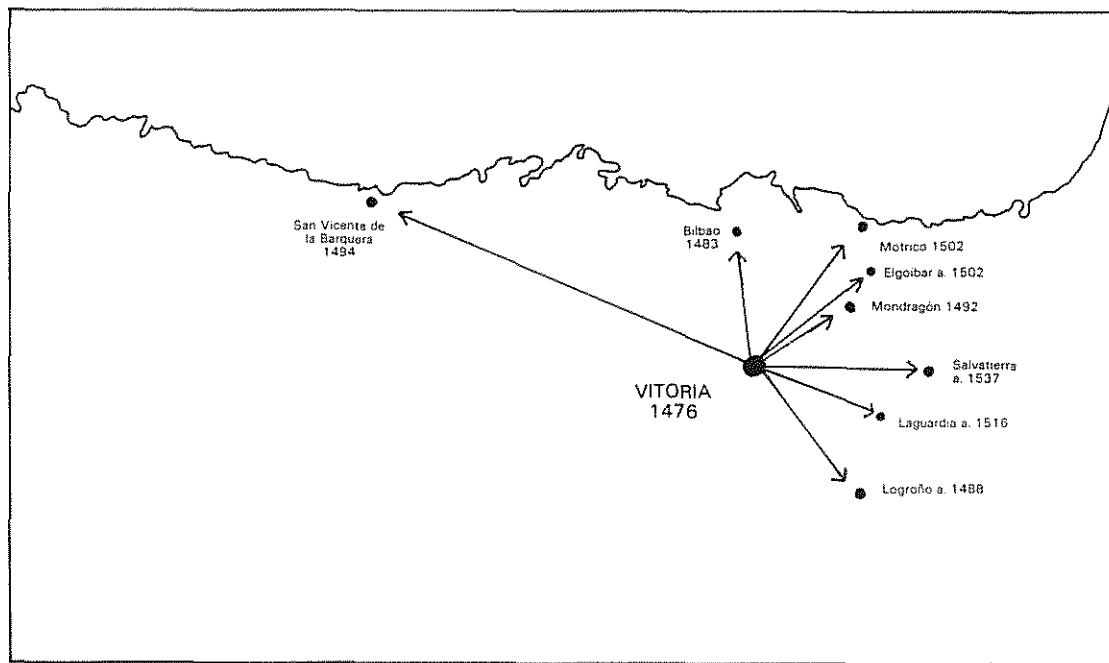 San Vicente de
la Barquera
1494
Bilbao
1483
Motrico 1502
Elgoibar a. 1502
Mondragón 1492
Salvatierra
a. 1537
VITORIA
1476
Laguardia a. 1516
Logroño a. 1488